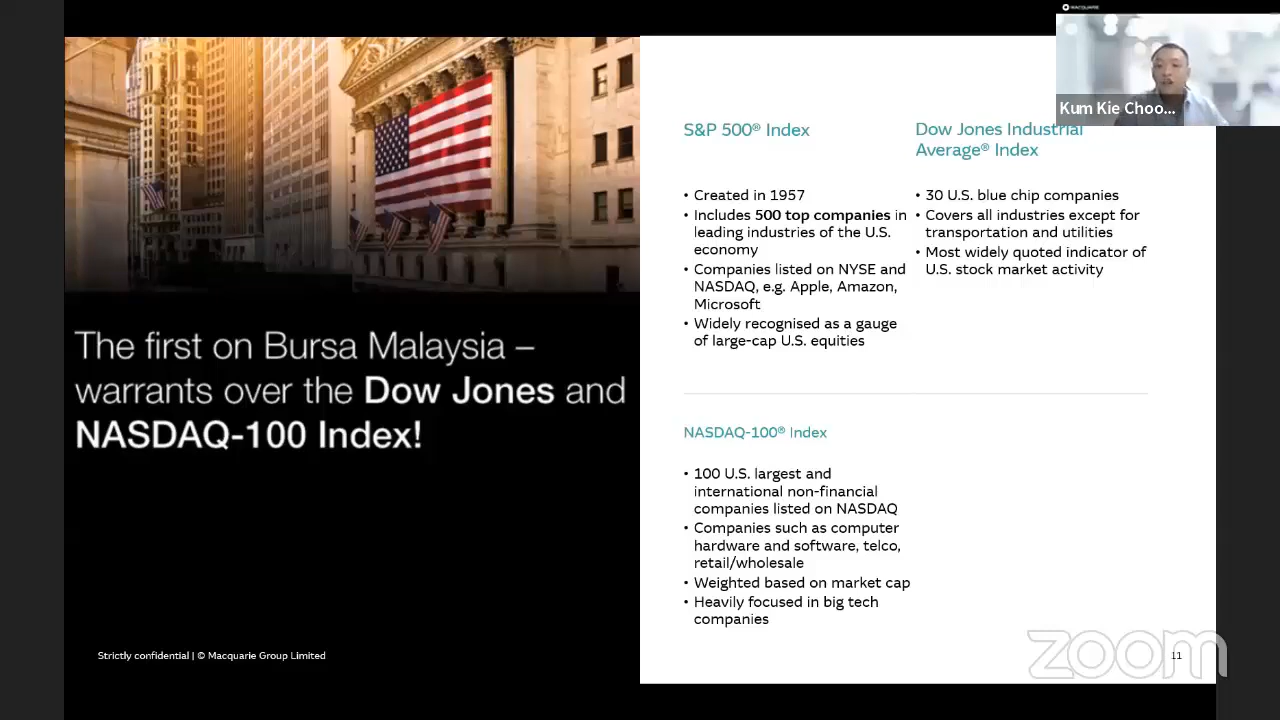 MACQUARIE
Kum Kie Choo...
The first on Bursa Malaysia –
warrants over the Dow Jones and
NASDAQ-100 Index!
Strictly confidential | © Macquarie Group Limited
S&P 500® Index
• Created in 1957
• Includes 500 top companies in
leading industries of the U.S.
economy
• Companies listed on NYSE and
NASDAQ, e.g. Apple, Amazon,
Microsoft
• Widely recognised as a gauge
of large-cap U.S. equities
Dow Jones Industrial
Average® Index
• 30 U.S. blue chip companies
• Covers all industries except for
transportation and utilities
• Most widely quoted indicator of
U.S. stock market activity
NASDAQ-100® Index
• 100 U.S. largest and
international non-financial
companies listed on NASDAQ
• Companies such as computer
hardware and software, telco,
retail/wholesale
• Weighted based on market cap
• Heavily focused in big tech
companies
zoom
11